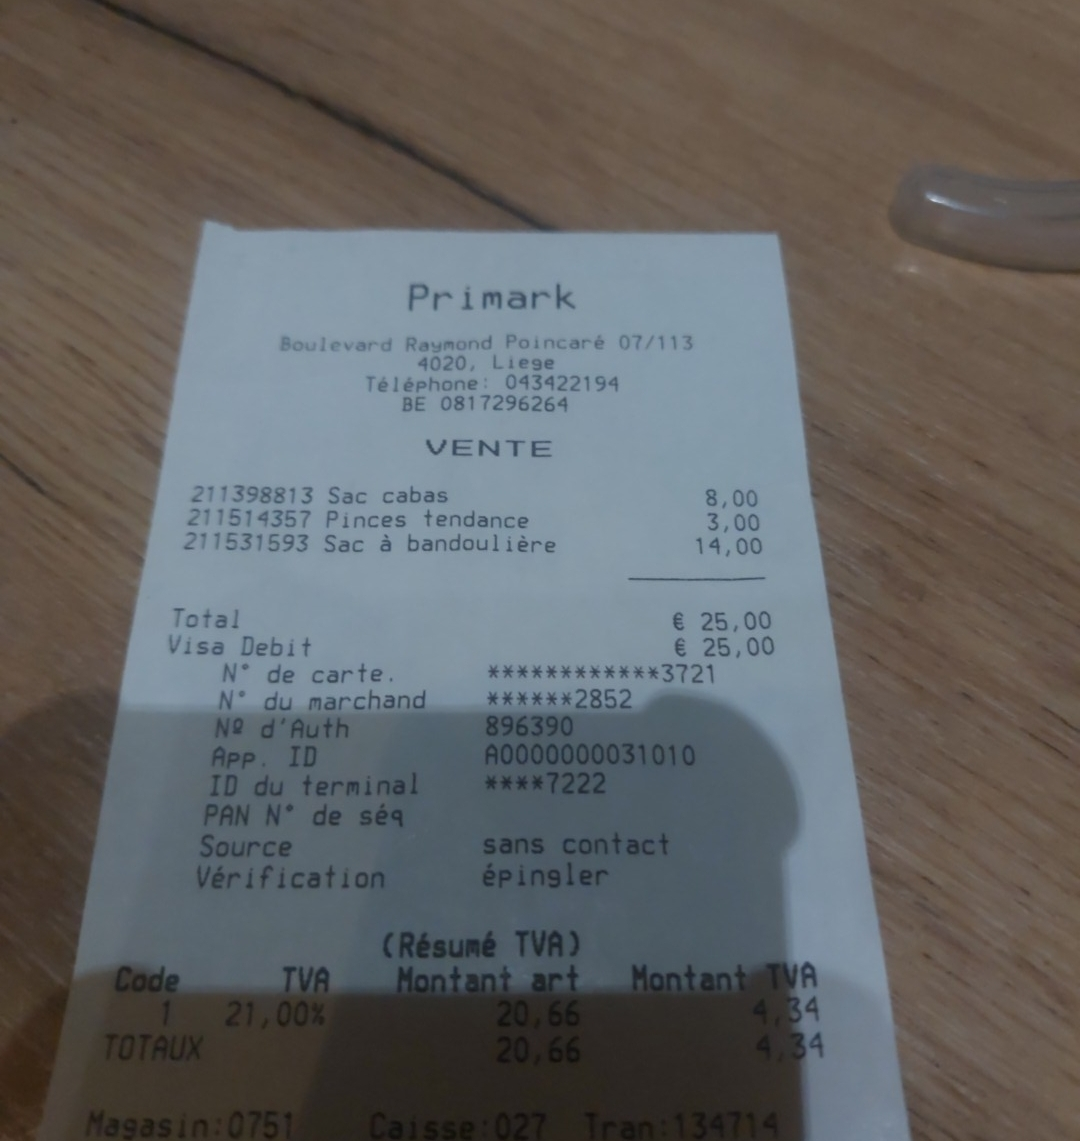 Primark
Boulevard Raymond Poincaré 07/113
4020, Liege
Téléphone: 043422194
BE 0817296264
VENTE
211398813 Sac cabas 8,00
211514357 Pinces tendance 3,00
211531593 Sac à bandoulière 14,00
Total € 25,00
Visa Debit € 25,00
N° de carte. ************3721
N° du marchand ******2852
Nº d'Auth 896390
App. ID A0000000031010
ID du terminal ****7222
PAN N° de séq
Source sans contact
Vérification épingler
(Résumé TVA)
Code TVA Montant art Montant TVA
1 21,00% 20,66 4,34
TOTAUX 20,66 4,34
Magasin:0751 Caisse:027 Tran:134714